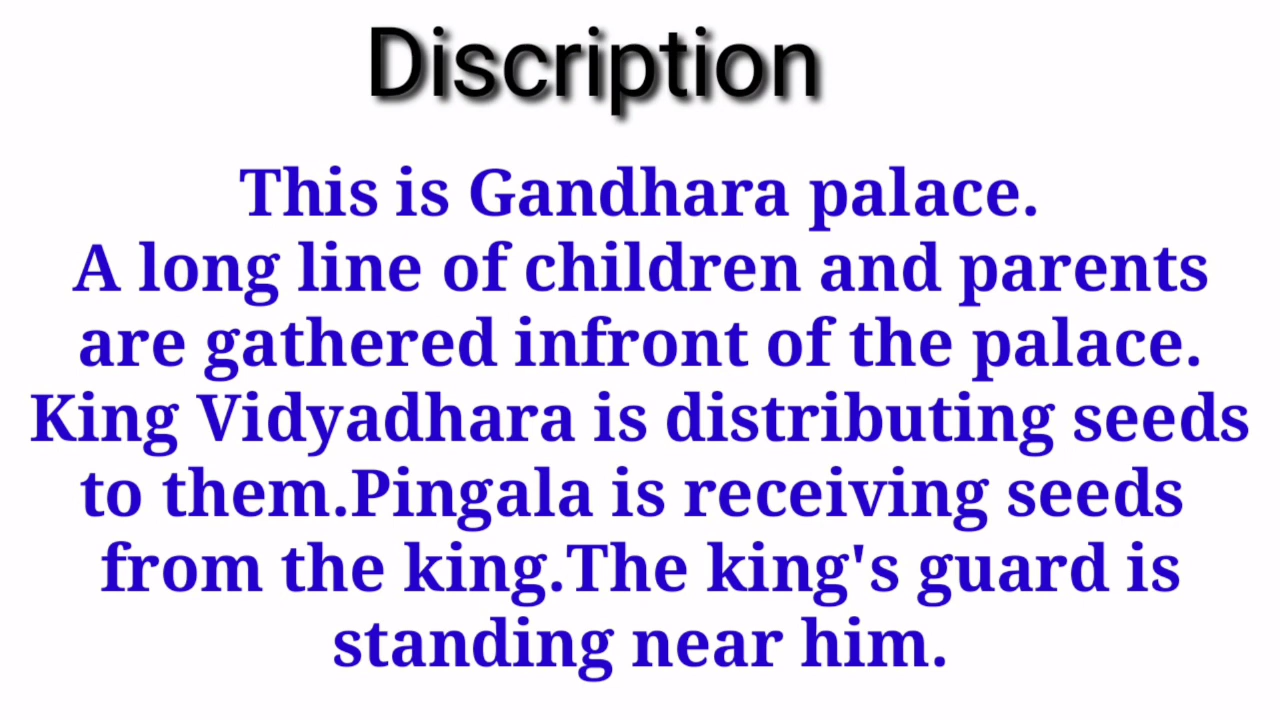 Discription
This is Gandhara palace.
A long line of children and parents
are gathered infront of the palace.
King Vidyadhara is distributing seeds
to them.Pingala is receiving seeds
from the king.The king's guard is
standing near him.